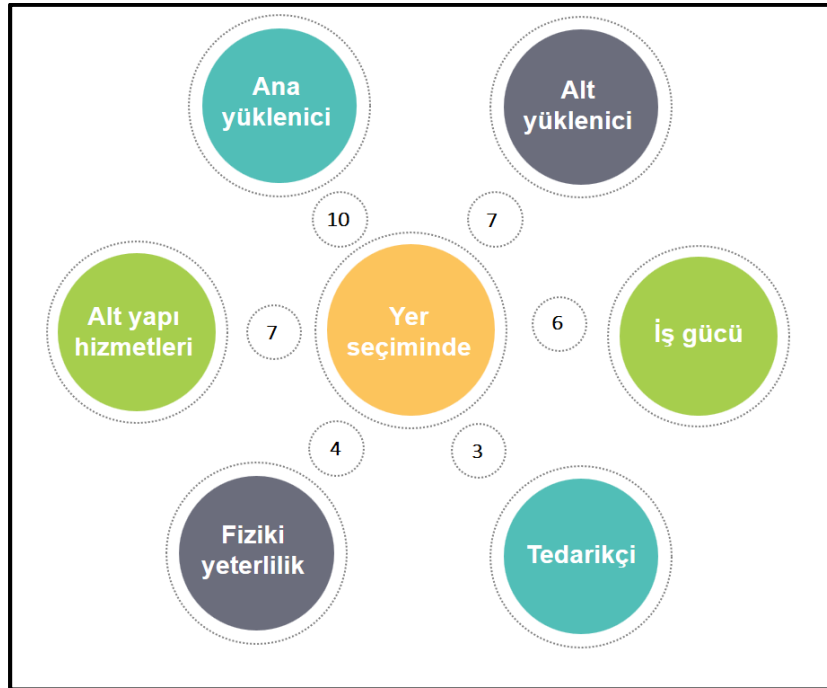 Ana
yüklenici
Alt
yüklenici
10
7
Alt yapı
hizmetleri
7
Yer
seçiminde
6
İş gücü
4
3
Fiziki
yeterlilik
Tedarikçi